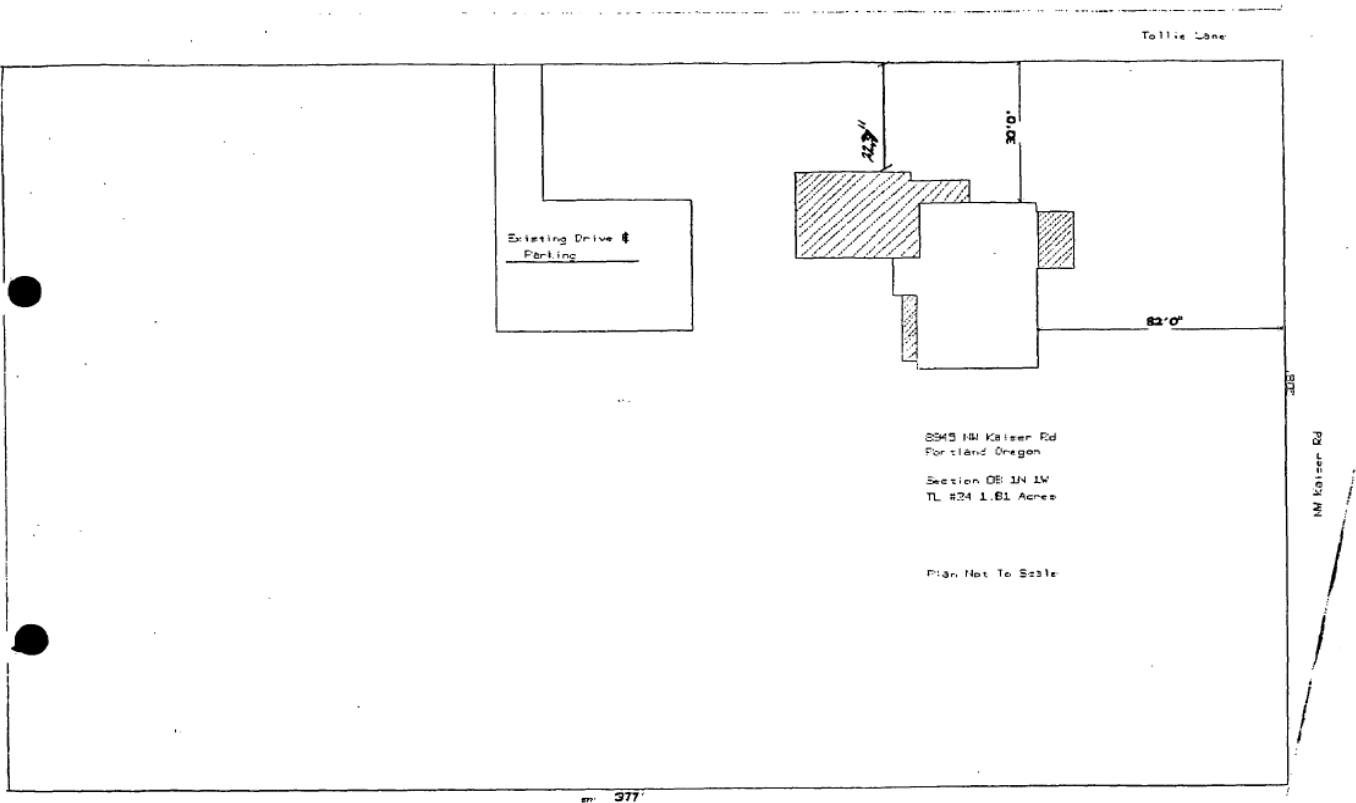 Tollie Lane
30'0"
Existing Drive &
Parking
82'0"
8945 NW Kaiser Rd
Portland Oregon
Section 08 1N 1W
TL #24 1.81 Acres
NW Kaiser Rd
Plan Not To Scale
377'